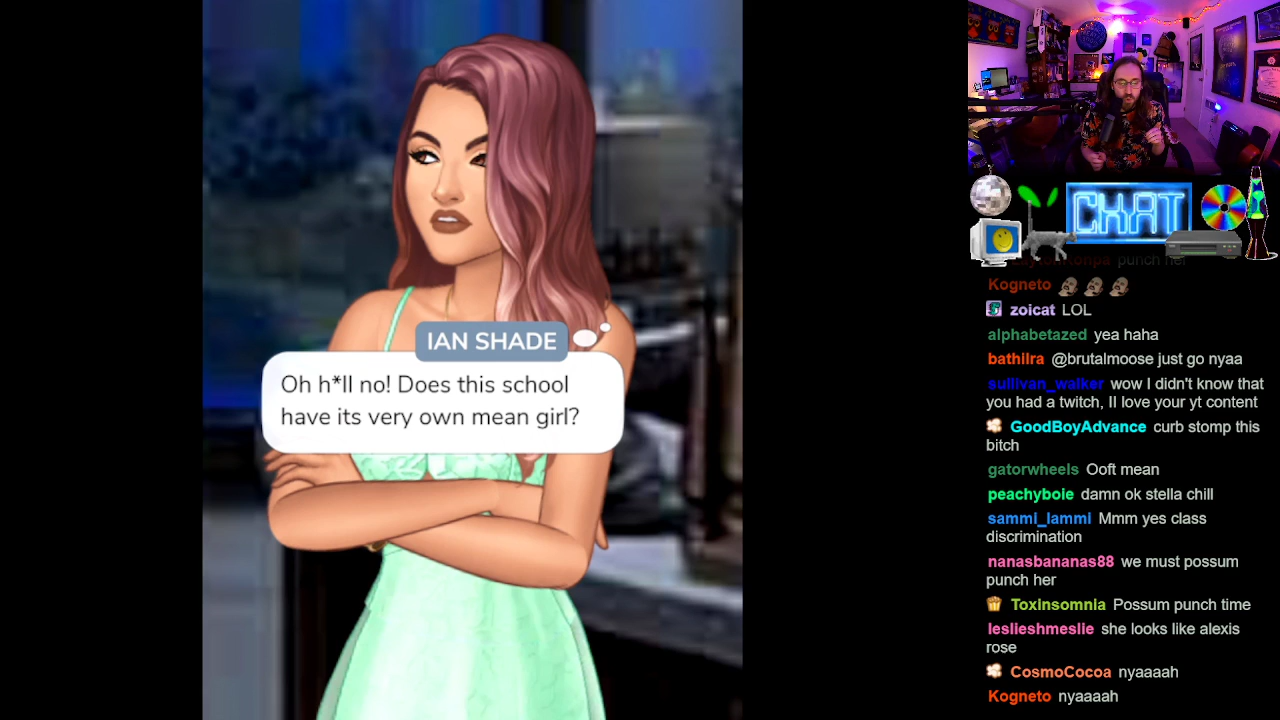 IAN SHADE
Oh h*ll no! Does this school
have its very own mean girl?
CHAT
punch her
Kogneto
zoicat LOL
alphabetazed yea haha
bathilra @brutalmoose just go nyaa
sullivan_walker wow I didn't know that
you had a twitch, II love your yt content
GoodBoyAdvance curb stomp this
bitch
gatorwheels Ooft mean
peachyboie damn ok stella chill
sammi_lammi Mmm yes class
discrimination
nanasbananas88 we must possum
punch her
Toxinsomnia Possum punch time
leslieshmeslie she looks like alexis
rose
CosmoCocoa nyaaaah
Kogneto nyaaaah